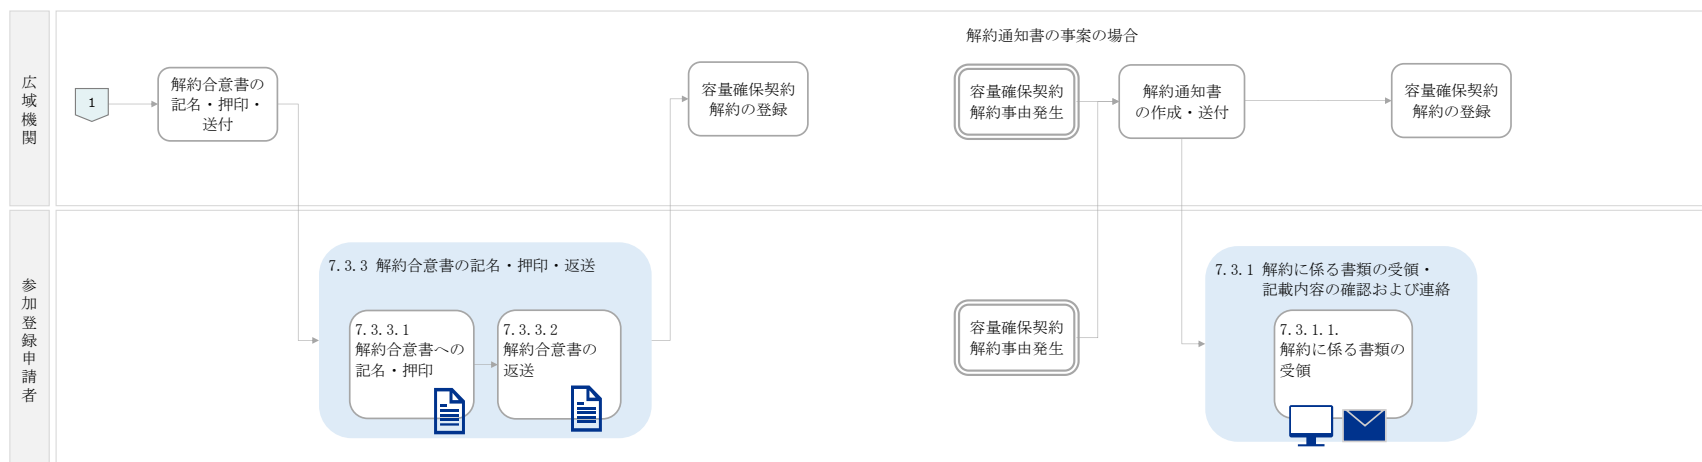 広域機関
1
解約合意書の
記名・押印・
送付
容量確保契約
解約の登録
解約通知書の事案の場合
容量確保契約
解約事由発生
解約通知書
の作成・送付
容量確保契約
解約の登録
参加登録申請者
7.3.3 解約合意書の記名・押印・返送
7.3.3.1
解約合意書への
記名・押印
7.3.3.2
解約合意書の
返送
容量確保契約
解約事由発生
7.3.1 解約に係る書類の受領・
記載内容の確認および連絡
7.3.1.1.
解約に係る書類の
受領